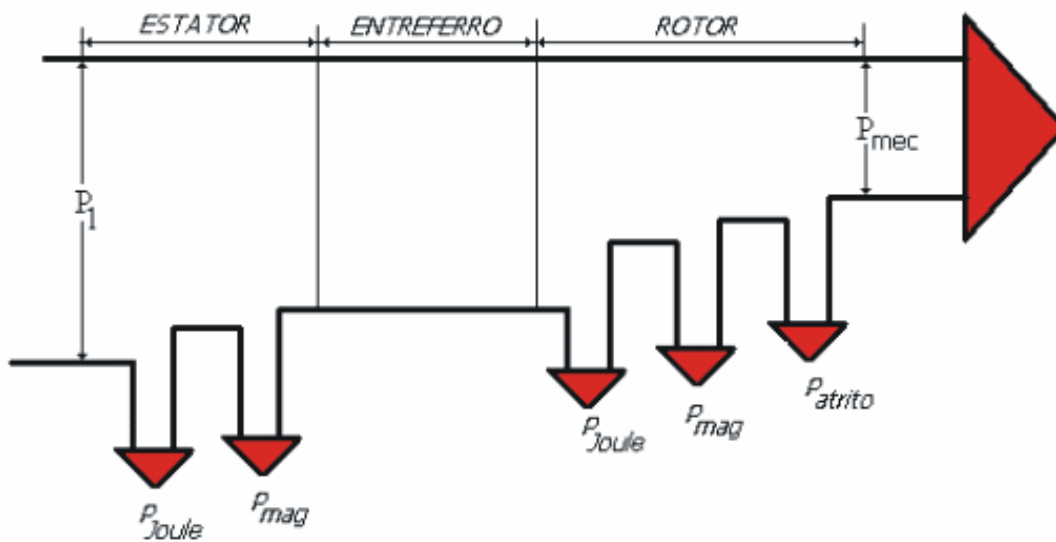 ESTATOR
ENTREFERRO
ROTOR
P1
Pmec
PJoule
Pmag
PJoule
Pmag
Patrito